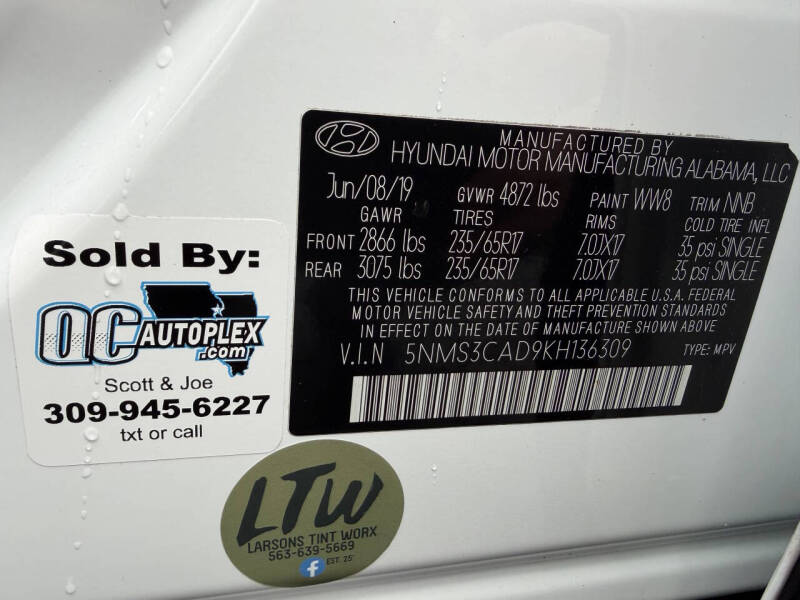 MANUFACTURED BY
HYUNDAI MOTOR MANUFACTURING ALABAMA, LLC
Jun/08/19 GVWR 4872 lbs PAINT WW8 TRIM NNB
GAWR TIRES RIMS COLD TIRE INFL
FRONT 2866 lbs 235/65R17 7.0JX17 35 psi SINGLE
REAR 3075 lbs 235/65R17 7.0JX17 35 psi SINGLE
THIS VEHICLE CONFORMS TO ALL APPLICABLE U.S.A. FEDERAL
MOTOR VEHICLE SAFETY AND THEFT PREVENTION STANDARDS
IN EFFECT ON THE DATE OF MANUFACTURE SHOWN ABOVE
V.I.N 5NMS3CAD9KH136309 TYPE: MPV
Sold By:
QC AUTOPLEX
.com
Scott & Joe
309-945-6227
txt or call
LTW
LARSONS TINT WORX
563-639-5669
f EST. 25'